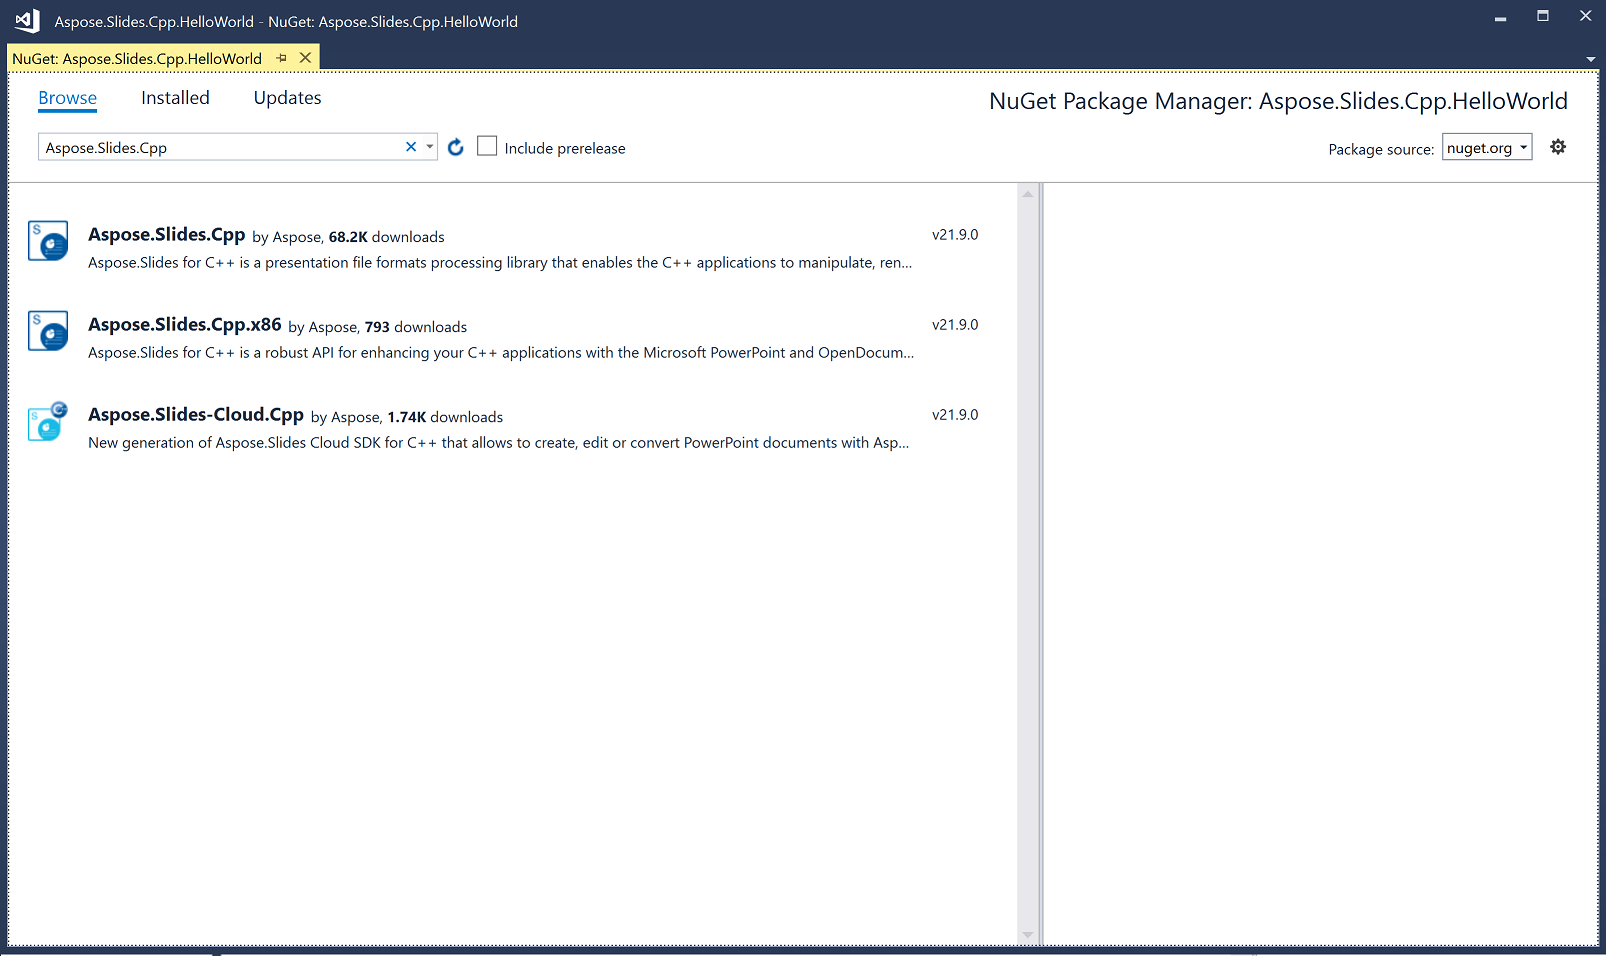 Aspose.Slides.Cpp.HelloWorld - NuGet: Aspose.Slides.Cpp.HelloWorld
NuGet: Aspose.Slides.Cpp.HelloWorld
Browse Installed Updates
NuGet Package Manager: Aspose.Slides.Cpp.HelloWorld
Aspose.Slides.Cpp
Include prerelease
Package source: nuget.org
Aspose.Slides.Cpp by Aspose, 68.2K downloads v21.9.0
Aspose.Slides for C++ is a presentation file formats processing library that enables the C++ applications to manipulate, ren...
Aspose.Slides.Cpp.x86 by Aspose, 793 downloads v21.9.0
Aspose.Slides for C++ is a robust API for enhancing your C++ applications with the Microsoft PowerPoint and OpenDocum...
Aspose.Slides-Cloud.Cpp by Aspose, 1.74K downloads v21.9.0
New generation of Aspose.Slides Cloud SDK for C++ that allows to create, edit or convert PowerPoint documents with Asp...